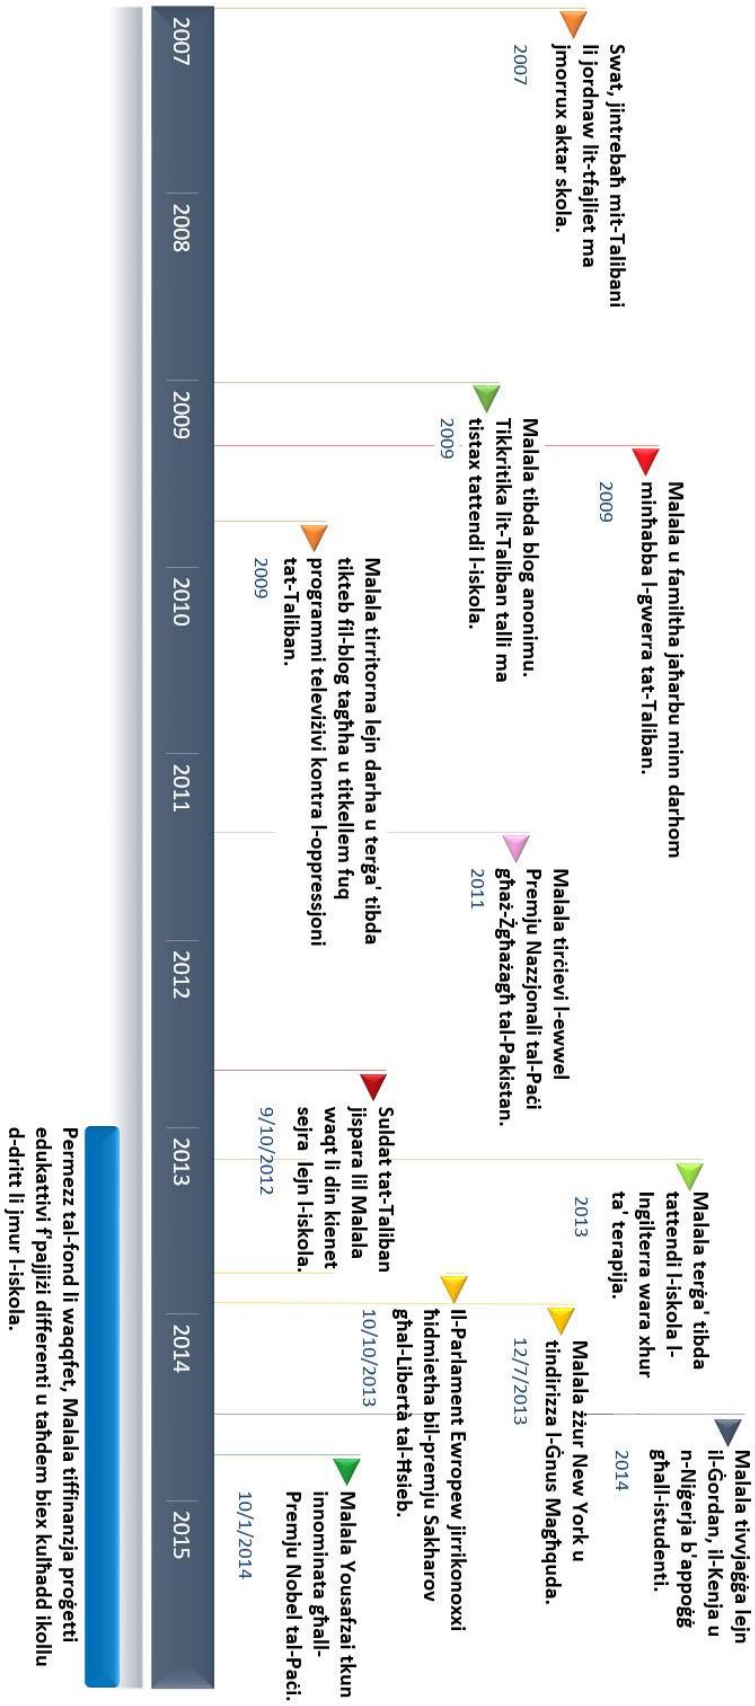 Swat, jintrebaħ mit-Talibani
li jordnaw lit-tfajliet ma
jmorrux aktar skola.
2007
Malala u familtha jaħarbu minn darhom
minħabba l-gwerra tat-Taliban.
2009
Malala tibda blog anonimu.
Tikkritika lit-Taliban talli ma
tistax tattendi l-iskola.
2009
Malala tirritorna lejn darha u terġa' tibda
tikteb fil-blog tagħha u titkellem fuq
programmi televiżivi kontra l-oppressjoni
tat-Taliban.
2009
Malala tirċievi l-ewwel
Premju Nazzjonali tal-Paċi
għaż-Żgħażagħ tal-Pakistan.
2011
Suldat tat-Taliban
jispara lil Malala
waqt li din kienet
sejra lejn l-iskola.
9/10/2012
Malala terġa' tibda
tattendi l-iskola l-
Ingilterra wara xhur
ta' terapija.
2013
Malala żżur New York u
tindirizza l-Ġnus Magħquda.
12/7/2013
Il-Parlament Ewropew jirrikonoxxi
ħidmietha bil-premju Sakharov
għal-Libertà tal-Ħsieb.
10/10/2013
Malala tivvjaġġa lejn
il-Ġordan, il-Kenja u
n-Niġerja b'appoġġ
għall-istudenti.
2014
Malala Yousafzai tkun
innominata għall-
Premju Nobel tal-Paċi.
10/1/2014
2007
2008
2009
2010
2011
2012
2013
2014
2015
Permezz tal-fond li waqqfet, Malala tiffinanzja proġetti
edukattivi f'pajjiżi differenti u taħdem biex kulħadd ikollu
d-dritt li jmur l-iskola.